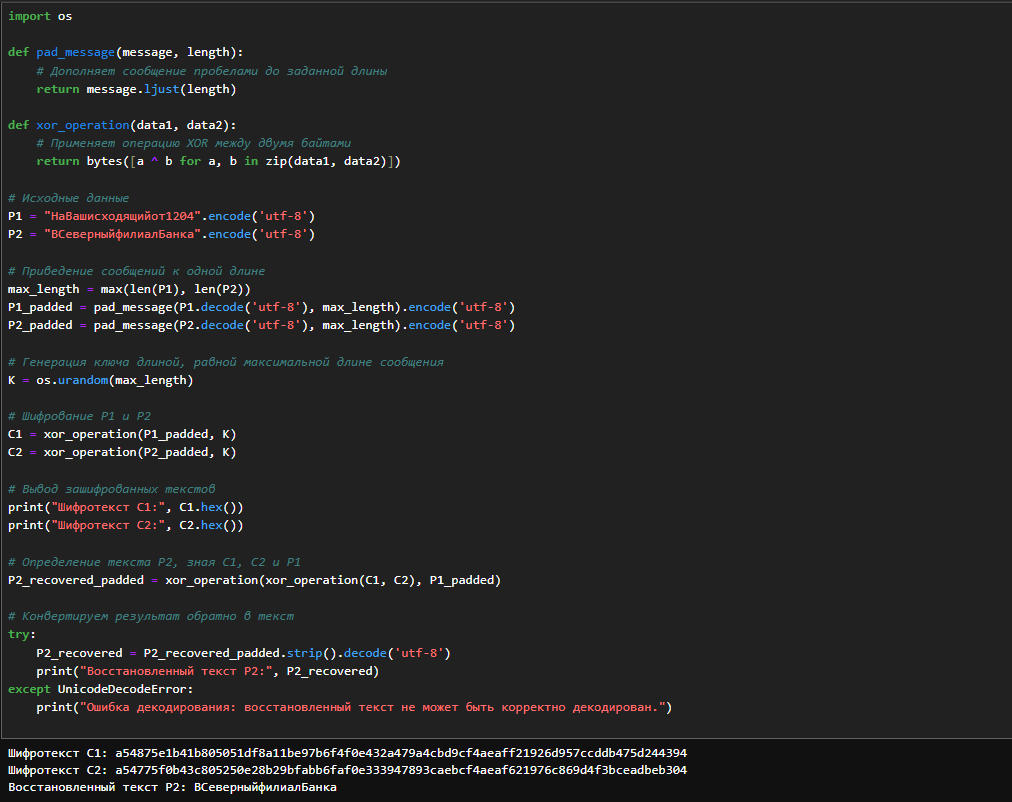 import os
def pad_message(message, length):
    # Дополняет сообщение пробелами до заданной длины
    return message.ljust(length)
def xor_operation(data1, data2):
    # Применяет операцию XOR между двумя байтами
    return bytes([a ^ b for a, b in zip(data1, data2)])
# Исходные данные
P1 = "НаВашисходящийот1204".encode('utf-8')
P2 = "ВСеверныйфилиалБанка".encode('utf-8')
# Приведение сообщений к одной длине
max_length = max(len(P1), len(P2))
P1_padded = pad_message(P1.decode('utf-8'), max_length).encode('utf-8')
P2_padded = pad_message(P2.decode('utf-8'), max_length).encode('utf-8')
# Генерация ключа длиной, равной максимальной длине сообщения
K = os.urandom(max_length)
# Шифрование P1 и P2
C1 = xor_operation(P1_padded, K)
C2 = xor_operation(P2_padded, K)
# Вывод зашифрованных текстов
print("Шифротекст C1:", C1.hex())
print("Шифротекст C2:", C2.hex())
# Определение текста P2, зная C1, C2 и P1
P2_recovered_padded = xor_operation(xor_operation(C1, C2), P1_padded)
# Конвертируем результат обратно в текст
try:
    P2_recovered = P2_recovered_padded.strip().decode('utf-8')
    print("Восстановленный текст P2:", P2_recovered)
except UnicodeDecodeError:
    print("Ошибка декодирования: восстановленный текст не может быть корректно декодирован.")
Шифротекст C1: a54875e1b41b805051df8a11be97b6f4f0e432a479a4cbd9cf4aeaff21926d957ccddb475d244394
Шифротекст C2: a54775f0b43c805250e28b29bfabb6faf0e333947893caebcf4aeaf621976c869d4f3bceadbeb304
Восстановленный текст P2: ВСеверныйфилиалБанка